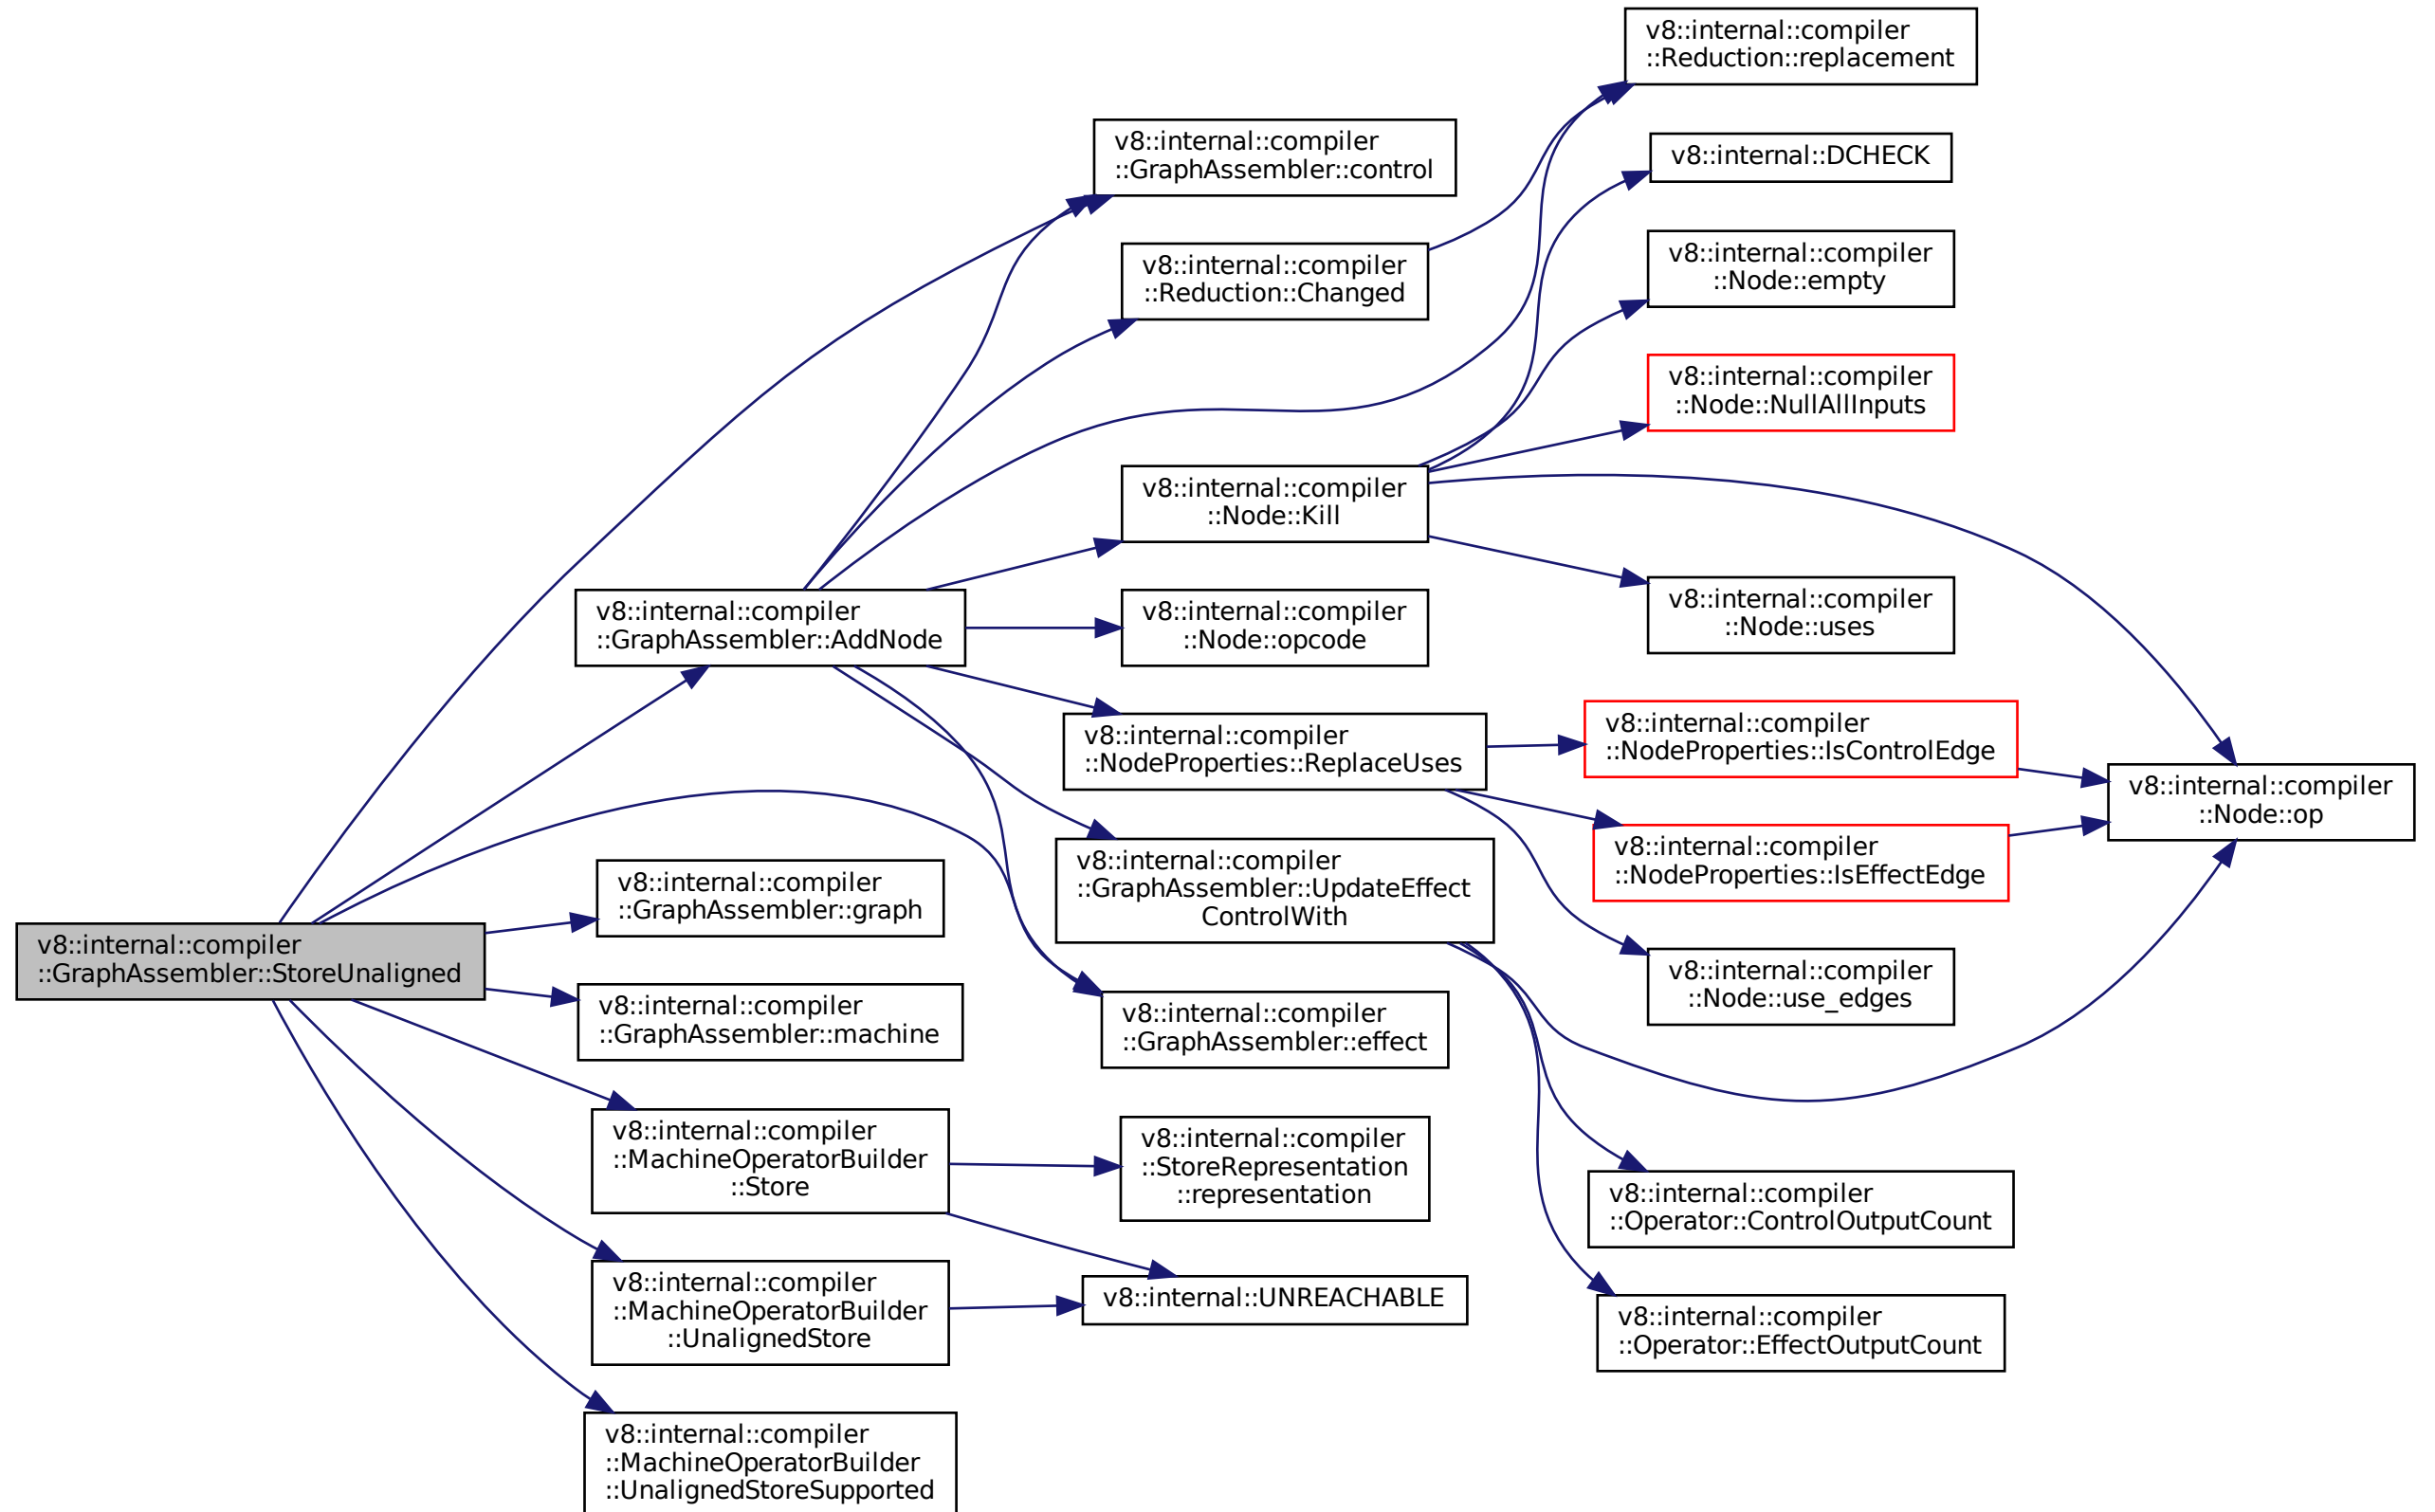 v8::internal::compiler
::Reduction::replacement
v8::internal::compiler
::GraphAssembler::control
v8::internal::DCHECK
v8::internal::compiler
::Node::empty
v8::internal::compiler
::Reduction::Changed
v8::internal::compiler
::Node::NullAllInputs
v8::internal::compiler
::Node::Kill
v8::internal::compiler
::Node::uses
v8::internal::compiler
::GraphAssembler::AddNode
v8::internal::compiler
::Node::opcode
v8::internal::compiler
::NodeProperties::ReplaceUses
v8::internal::compiler
::NodeProperties::IsControlEdge
v8::internal::compiler
::Node::op
v8::internal::compiler
::NodeProperties::IsEffectEdge
v8::internal::compiler
::GraphAssembler::UpdateEffect
ControlWith
v8::internal::compiler
::GraphAssembler::graph
v8::internal::compiler
::GraphAssembler::StoreUnaligned
v8::internal::compiler
::Node::use_edges
v8::internal::compiler
::GraphAssembler::machine
v8::internal::compiler
::GraphAssembler::effect
v8::internal::compiler
::MachineOperatorBuilder
::Store
v8::internal::compiler
::StoreRepresentation
::representation
v8::internal::compiler
::Operator::ControlOutputCount
v8::internal::compiler
::MachineOperatorBuilder
::UnalignedStore
v8::internal::UNREACHABLE
v8::internal::compiler
::Operator::EffectOutputCount
v8::internal::compiler
::MachineOperatorBuilder
::UnalignedStoreSupported